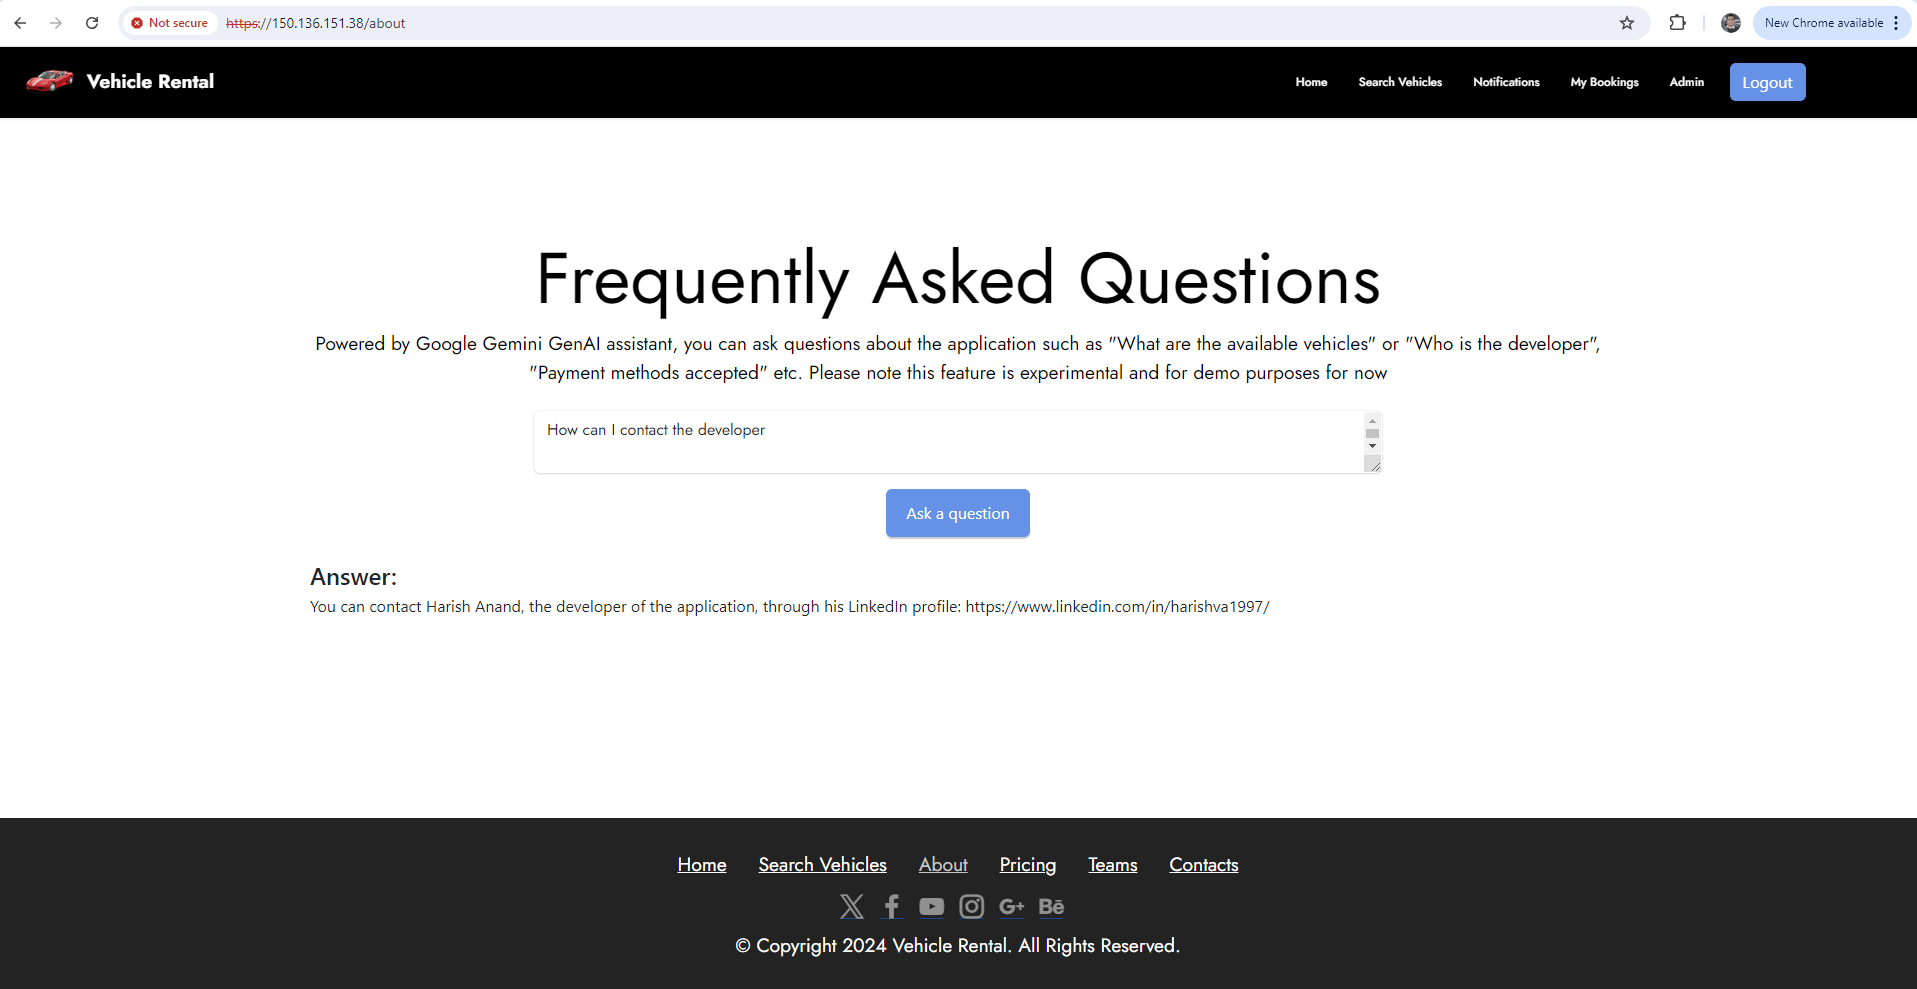 Not secure https://150.136.151.38/about New Chrome available
Vehicle Rental Home Search Vehicles Notifications My Bookings Admin Logout
Frequently Asked Questions
Powered by Google Gemini GenAI assistant, you can ask questions about the application such as "What are the available vehicles" or "Who is the developer",
"Payment methods accepted" etc. Please note this feature is experimental and for demo purposes for now
How can I contact the developer
Ask a question
Answer:
You can contact Harish Anand, the developer of the application, through his LinkedIn profile: https://www.linkedin.com/in/harishva1997/
Home Search Vehicles About Pricing Teams Contacts
G+ Bē
© Copyright 2024 Vehicle Rental. All Rights Reserved.